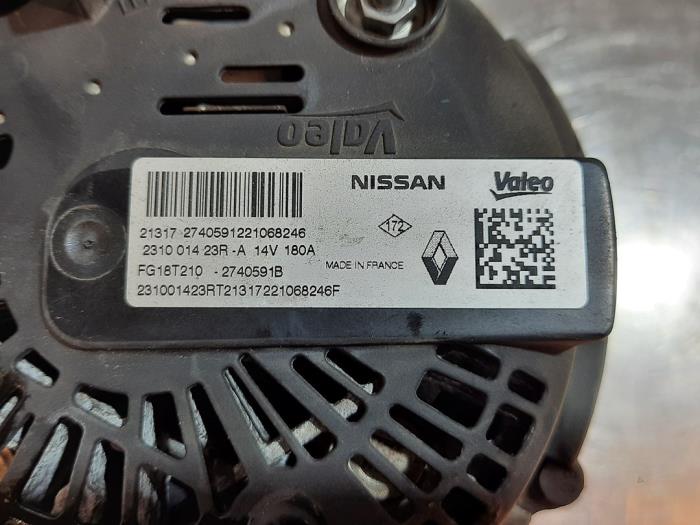 Valeo
NISSAN Valeo
21317 2740591221068246
2310 014 23R -A 14V 180A
172
FG18T210 - 2740591B
MADE IN FRANCE
231001423RT21317221068246F